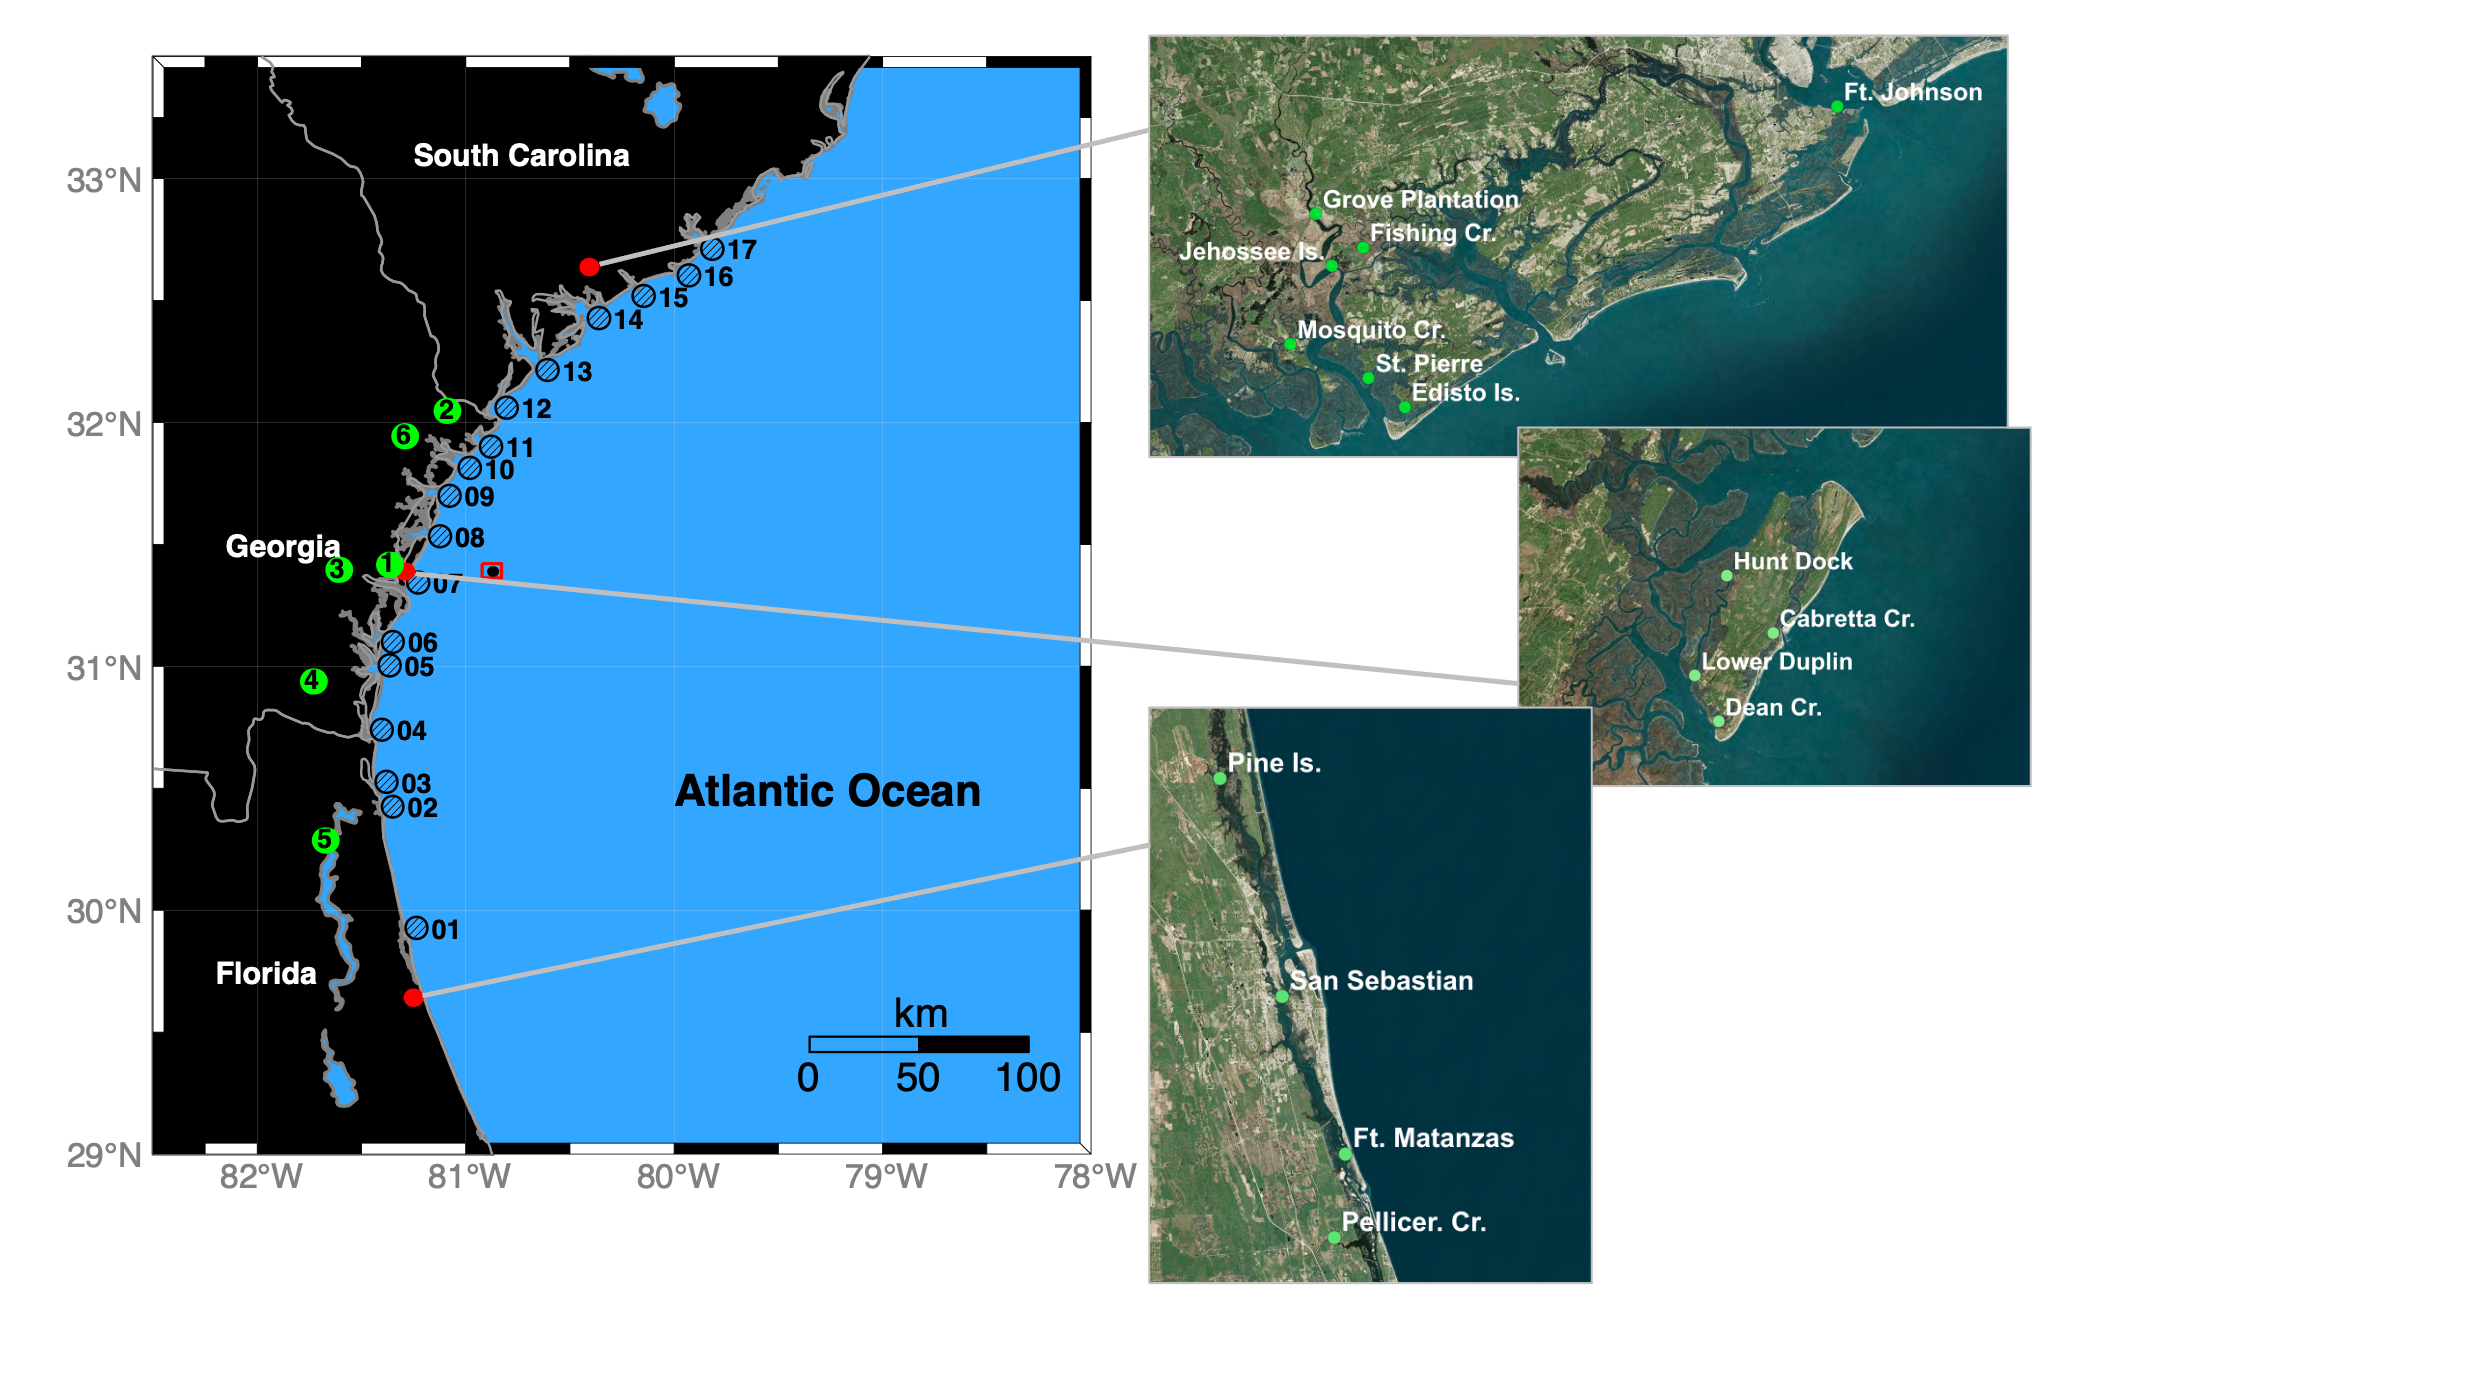 South Carolina
33°N
17
16
15
14
13
12
2
32°N
6
11
10
09
08
Georgia
1
3
07
06
05
31°N
4
04
03
02
Atlantic Ocean
5
30°N
01
Florida
km
0 50 100
29°N
82°W 81°W 80°W 79°W 78°W
Ft. Johnson
Grove Plantation
Fishing Cr.
Jehossee Is.
Mosquito Cr.
St. Pierre
Edisto Is.
Hunt Dock
Cabretta Cr.
Lower Duplin
Dean Cr.
Pine Is.
San Sebastian
Ft. Matanzas
Pellicer. Cr.